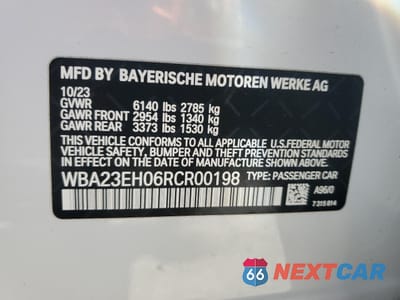 MFD BY BAYERISCHE MOTOREN WERKE AG
10/23
GVWR 6140 lbs 2785 kg
GAWR FRONT 2954 lbs 1340 kg
GAWR REAR 3373 lbs 1530 kg
THIS VEHICLE CONFORMS TO ALL APPLICABLE U.S.FEDERAL MOTOR
VEHICLE SAFETY, BUMPER, AND THEFT PREVENTION STANDARDS
IN EFFECT ON THE DATE OF MANUFACTURE SHOWN ABOVE.
WBA23EH06RCR00198 TYPE: PASSENGER CAR
A96/0
7 315 814
66 NEXTCAR